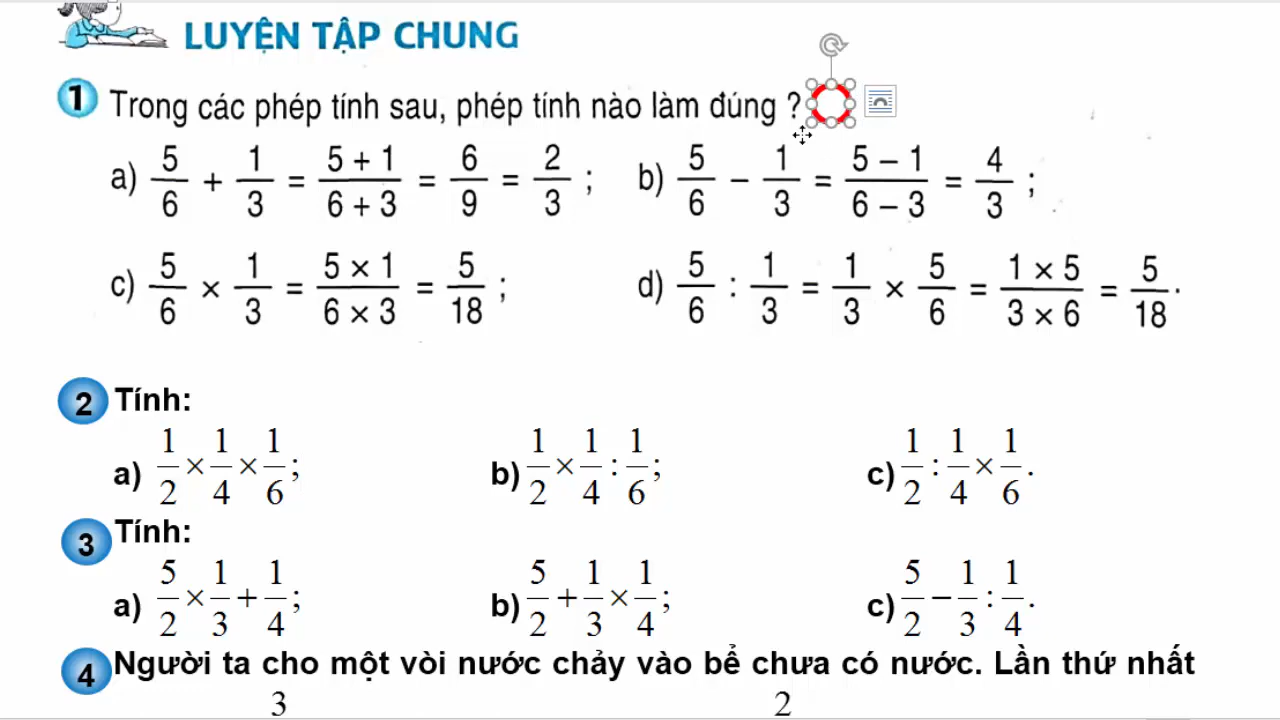 LUYỆN TẬP CHUNG
1 Trong các phép tính sau, phép tính nào làm đúng ?
a) 5/6 + 1/3 = (5 + 1)/(6 + 3) = 6/9 = 2/3 ; b) 5/6 − 1/3 = (5 − 1)/(6 − 3) = 4/3 ;
c) 5/6 × 1/3 = (5 × 1)/(6 × 3) = 5/18 ; d) 5/6 : 1/3 = 1/3 × 5/6 = (1 × 5)/(3 × 6) = 5/18 .
2 Tính:
a) 1/2 × 1/4 × 1/6; b) 1/2 × 1/4 : 1/6; c) 1/2 : 1/4 × 1/6.
3 Tính:
a) 5/2 × 1/3 + 1/4; b) 5/2 + 1/3 × 1/4; c) 5/2 − 1/3 : 1/4.
4 Người ta cho một vòi nước chảy vào bể chưa có nước. Lần thứ nhất
3 2